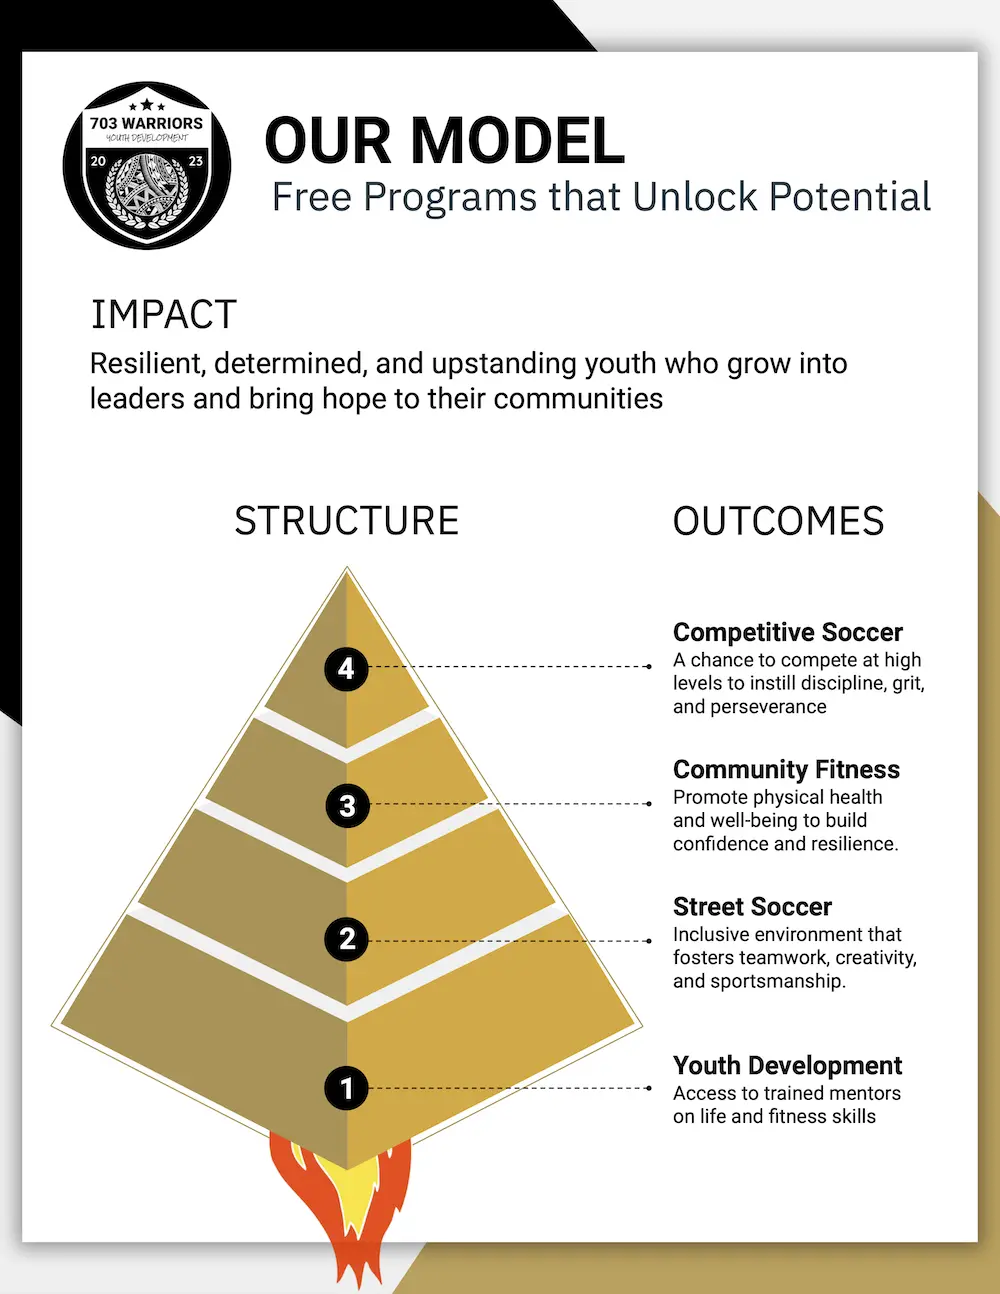 703 WARRIORS
YOUTH DEVELOPMENT
20 23
OUR MODEL
Free Programs that Unlock Potential
IMPACT
Resilient, determined, and upstanding youth who grow into
leaders and bring hope to their communities
STRUCTURE
OUTCOMES
4
Competitive Soccer
A chance to compete at high
levels to instill discipline, grit,
and perseverance
3
Community Fitness
Promote physical health
and well-being to build
confidence and resilience.
2
Street Soccer
Inclusive environment that
fosters teamwork, creativity,
and sportsmanship.
1
Youth Development
Access to trained mentors
on life and fitness skills